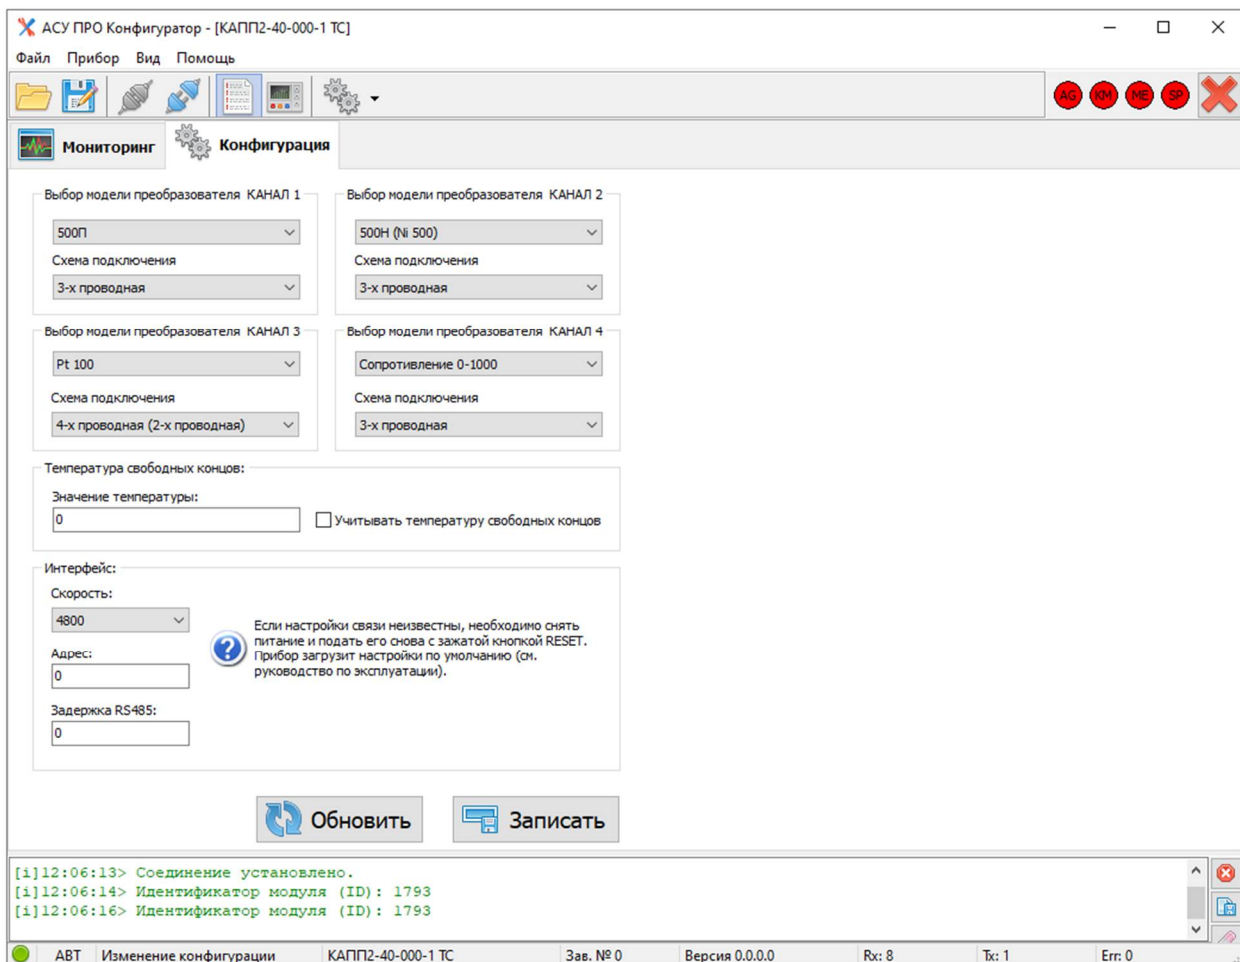 АСУ ПРО Конфигуратор - [КАПП2-40-000-1 ТС]
Файл Прибор Вид Помощь
AG KM ME SP
Мониторинг Конфигурация
Выбор модели преобразователя КАНАЛ 1
500П
Схема подключения
3-х проводная
Выбор модели преобразователя КАНАЛ 2
500Н (Ni 500)
Схема подключения
3-х проводная
Выбор модели преобразователя КАНАЛ 3
Pt 100
Схема подключения
4-х проводная (2-х проводная)
Выбор модели преобразователя КАНАЛ 4
Сопротивление 0-1000
Схема подключения
3-х проводная
Температура свободных концов:
Значение температуры:
0
Учитывать температуру свободных концов
Интерфейс:
Скорость:
4800
Адрес:
0
Задержка RS485:
0
Если настройки связи неизвестны, необходимо снять
питание и подать его снова с зажатой кнопкой RESET.
Прибор загрузит настройки по умолчанию (см.
руководство по эксплуатации).
Обновить Записать
[i]12:06:13> Соединение установлено.
[i]12:06:14> Идентификатор модуля (ID): 1793
[i]12:06:16> Идентификатор модуля (ID): 1793
АВТ Изменение конфигурации КАПП2-40-000-1 ТС Зав. № 0 Версия 0.0.0.0 Rx: 8 Tx: 1 Err: 0